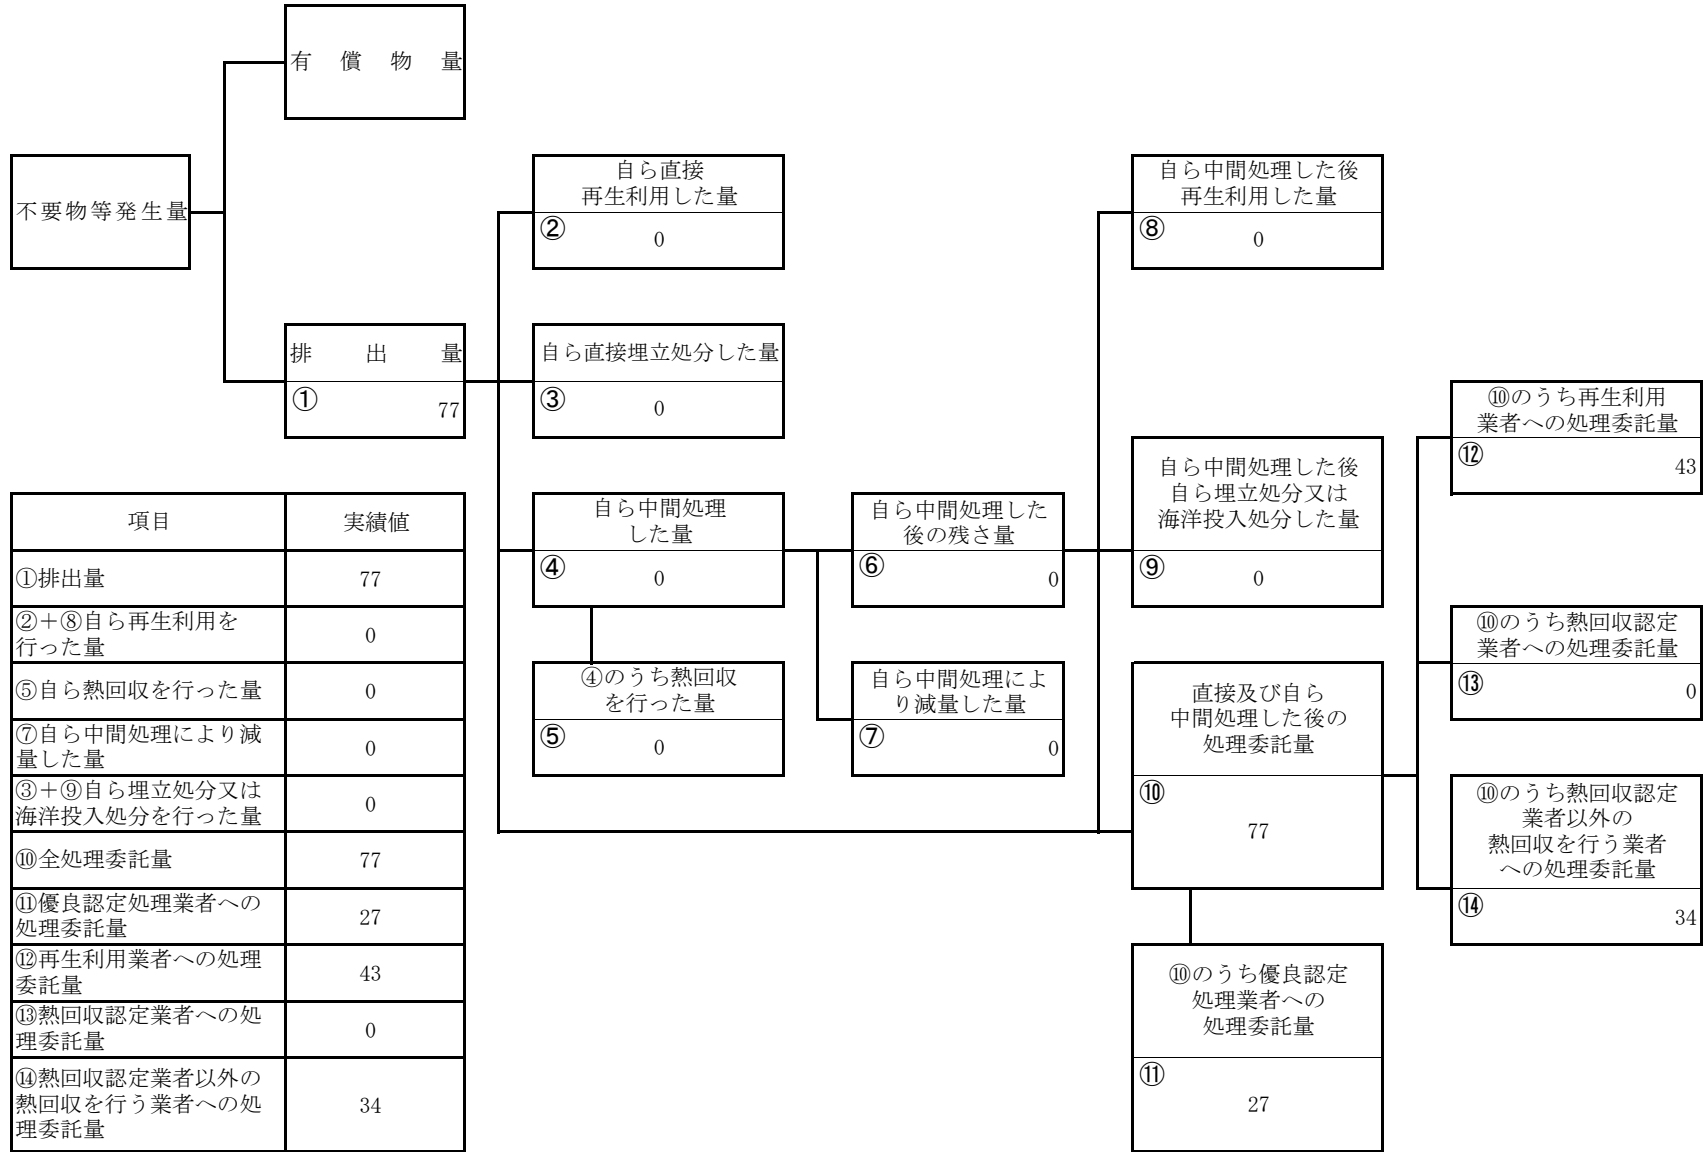 有償物量
不要物等発生量
排出量
①
77
自ら直接
再生利用した量
②
0
自ら直接埋立処分した量
③
0
自ら中間処理
した量
④
0
④のうち熱回収
を行った量
⑤
0
自ら中間処理した
後の残さ量
⑥
0
自ら中間処理によ
り減量した量
⑦
0
自ら中間処理した後
再生利用した量
⑧
0
自ら中間処理した後
自ら埋立処分又は
海洋投入処分した量
⑨
0
直接及び自ら
中間処理した後の
処理委託量
⑩
77
⑩のうち優良認定
処理業者への
処理委託量
⑪
27
⑩のうち再生利用
業者への処理委託量
⑫
43
⑩のうち熱回収認定
業者への処理委託量
⑬
0
⑩のうち熱回収認定
業者以外の
熱回収を行う業者
への処理委託量
⑭
34
項目 実績値
①排出量 77
②＋⑧自ら再生利用を
行った量
0
⑤自ら熱回収を行った量 0
⑦自ら中間処理により減
量した量
0
③＋⑨自ら埋立処分又は
海洋投入処分を行った量
0
⑩全処理委託量 77
⑪優良認定処理業者への
処理委託量
27
⑫再生利用業者への処理
委託量
43
⑬熱回収認定業者への処
理委託量
0
⑭熱回収認定業者以外の
熱回収を行う業者への処
理委託量
34